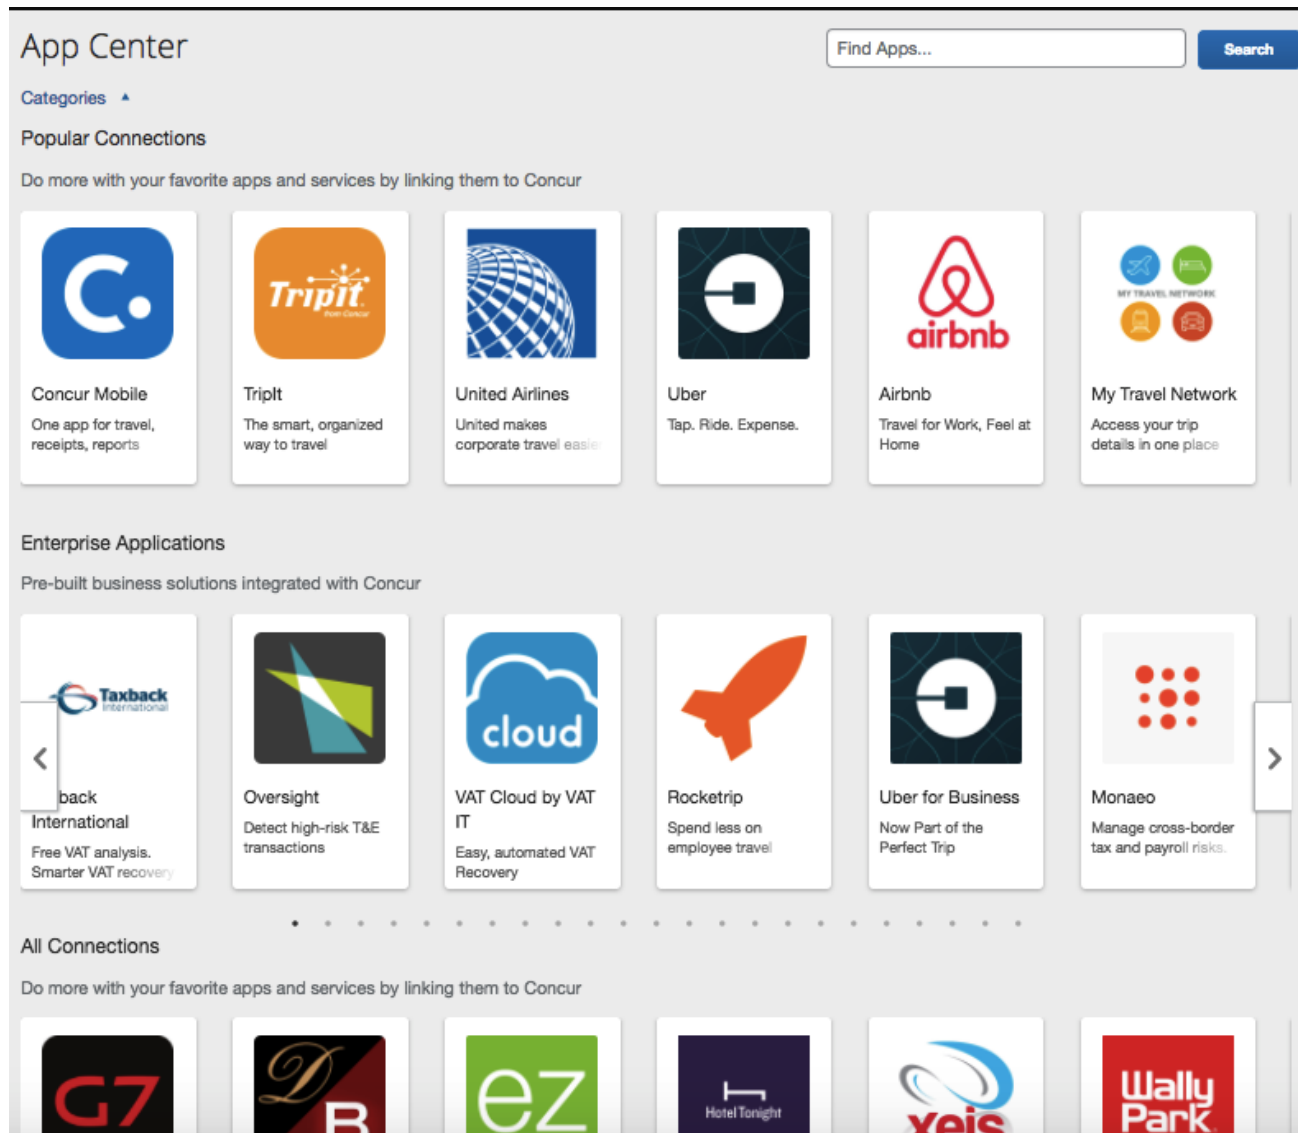 App Center
Find Apps...
Search
Categories
Popular Connections
Do more with your favorite apps and services by linking them to Concur
C.
TripIt
from Concur
airbnb
MY TRAVEL NETWORK
Concur Mobile
One app for travel,
receipts, reports
TripIt
The smart, organized
way to travel
United Airlines
United makes
corporate travel easier
Uber
Tap. Ride. Expense.
Airbnb
Travel for Work, Feel at
Home
My Travel Network
Access your trip
details in one place
Enterprise Applications
Pre-built business solutions integrated with Concur
Taxback
International
cloud
back
International
Free VAT analysis.
Smarter VAT recovery
Oversight
Detect high-risk T&E
transactions
VAT Cloud by VAT
IT
Easy, automated VAT
Recovery
Rocketrip
Spend less on
employee travel
Uber for Business
Now Part of the
Perfect Trip
Monaeo
Manage cross-border
tax and payroll risks.
All Connections
Do more with your favorite apps and services by linking them to Concur
G7
D
B
ez
HotelTonight
xeis
Wally
Park